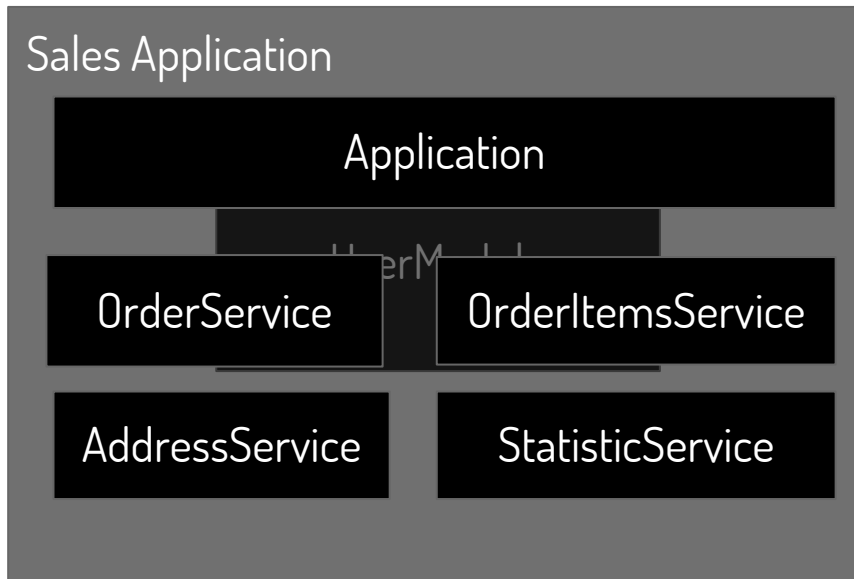 Sales Application
Application
OrderService
OrderItemsService
AddressService
StatisticService